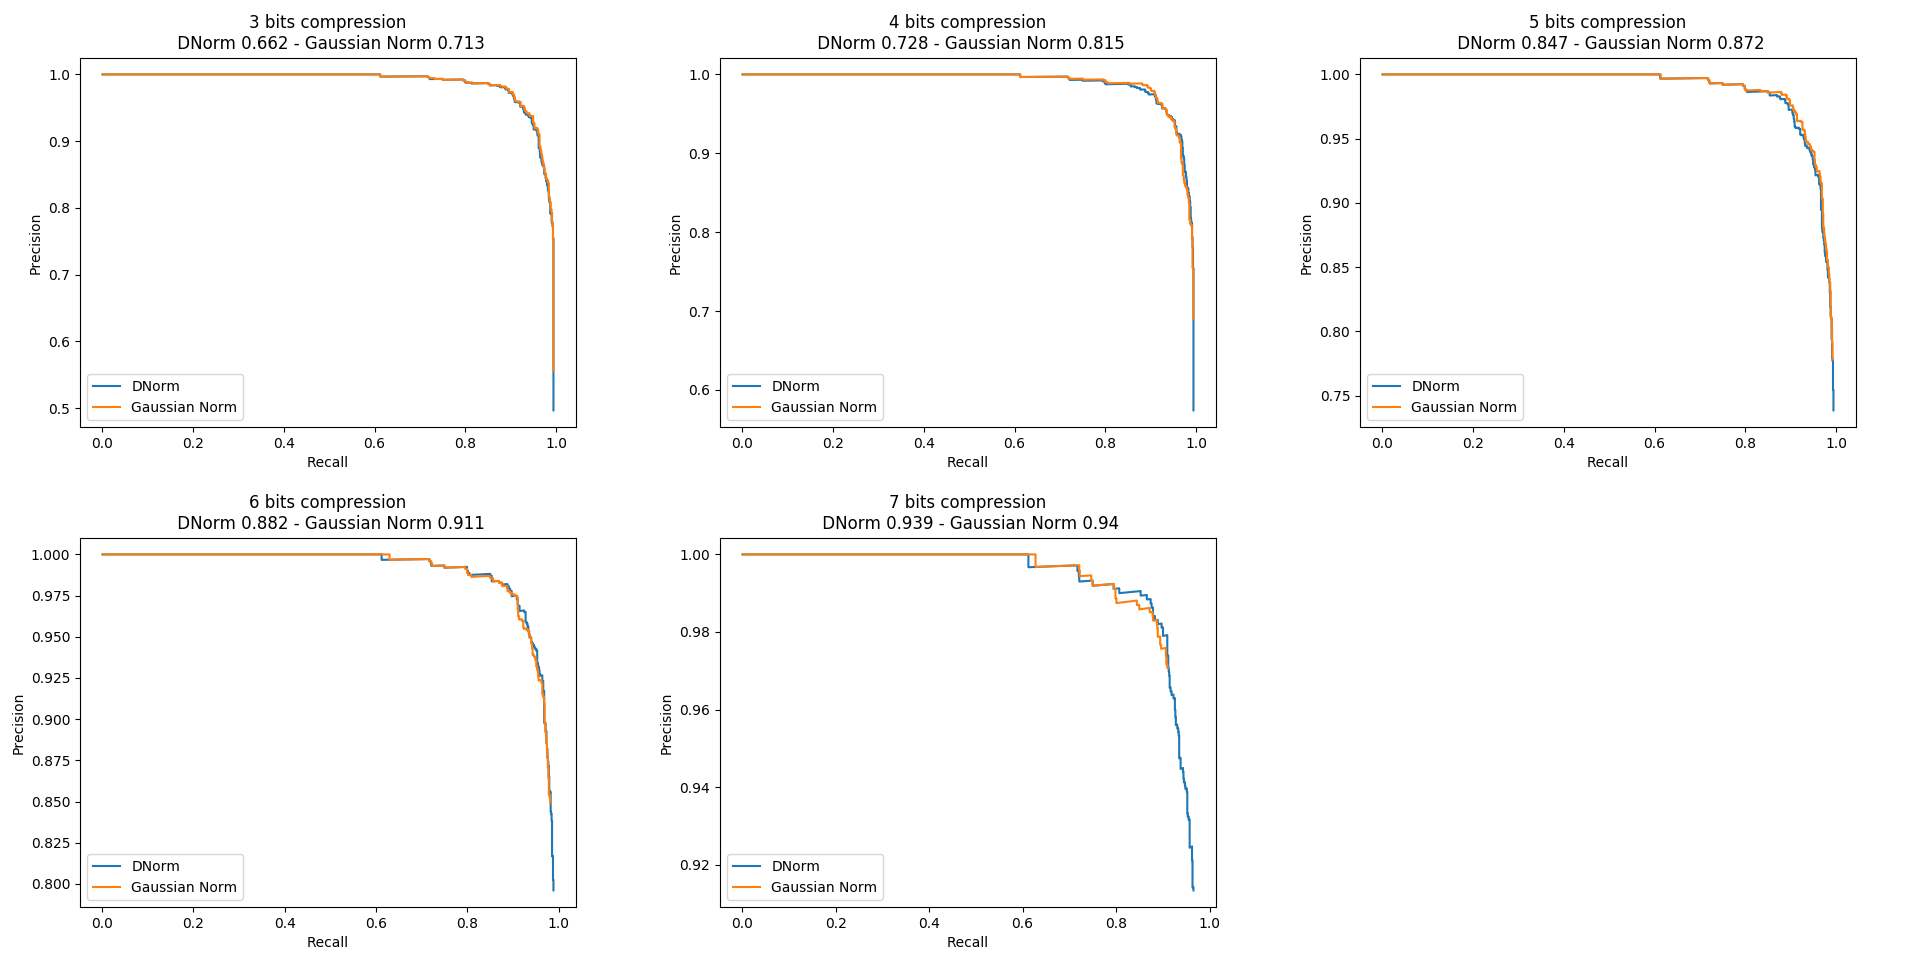 3 bits compression
DNorm 0.662 - Gaussian Norm 0.713
1.0
0.9
0.8
0.7
0.6
0.5
Precision
DNorm
Gaussian Norm
0.0 0.2 0.4 0.6 0.8 1.0
Recall
4 bits compression
DNorm 0.728 - Gaussian Norm 0.815
1.0
0.9
0.8
0.7
0.6
Precision
DNorm
Gaussian Norm
0.0 0.2 0.4 0.6 0.8 1.0
Recall
5 bits compression
DNorm 0.847 - Gaussian Norm 0.872
1.00
0.95
0.90
0.85
0.80
0.75
Precision
DNorm
Gaussian Norm
0.0 0.2 0.4 0.6 0.8 1.0
Recall
6 bits compression
DNorm 0.882 - Gaussian Norm 0.911
1.000
0.975
0.950
0.925
0.900
0.875
0.850
0.825
0.800
Precision
DNorm
Gaussian Norm
0.0 0.2 0.4 0.6 0.8 1.0
Recall
7 bits compression
DNorm 0.939 - Gaussian Norm 0.94
1.00
0.98
0.96
0.94
0.92
Precision
DNorm
Gaussian Norm
0.0 0.2 0.4 0.6 0.8 1.0
Recall